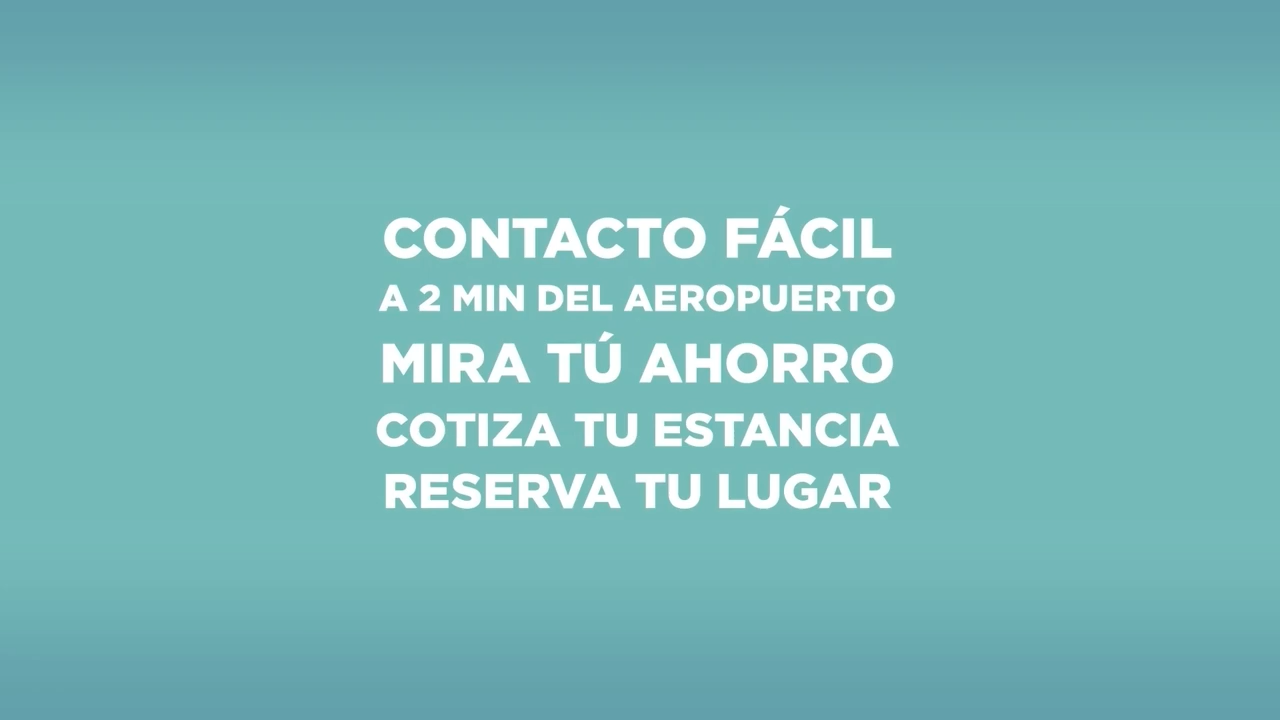 CONTACTO FÁCIL
A 2 MIN DEL AEROPUERTO
MIRA TÚ AHORRO
COTIZA TU ESTANCIA
RESERVA TU LUGAR